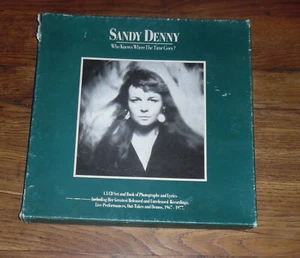 SANDY DENNY
Who Knows Where The Time Goes?
A 3 CD Set and Book of Photographs and Lyrics
Including Her Greatest Released and Unreleased Recordings,
Live Performances, Out-Takes and Demos, 1967 - 1977.